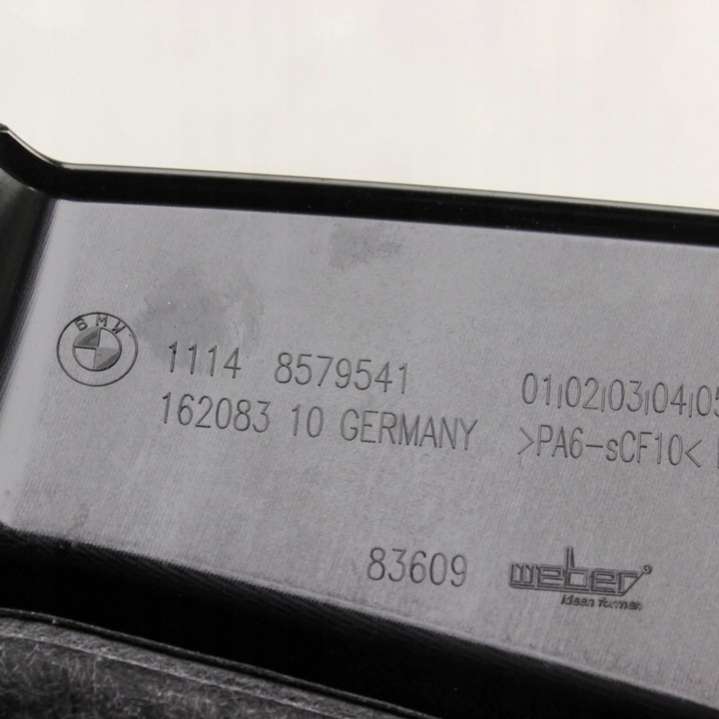 BMW
1114 8579541
162083 10 GERMANY
01|02|03|04|05
>PA6-sCF10<
83609 weber®
Ideen formen